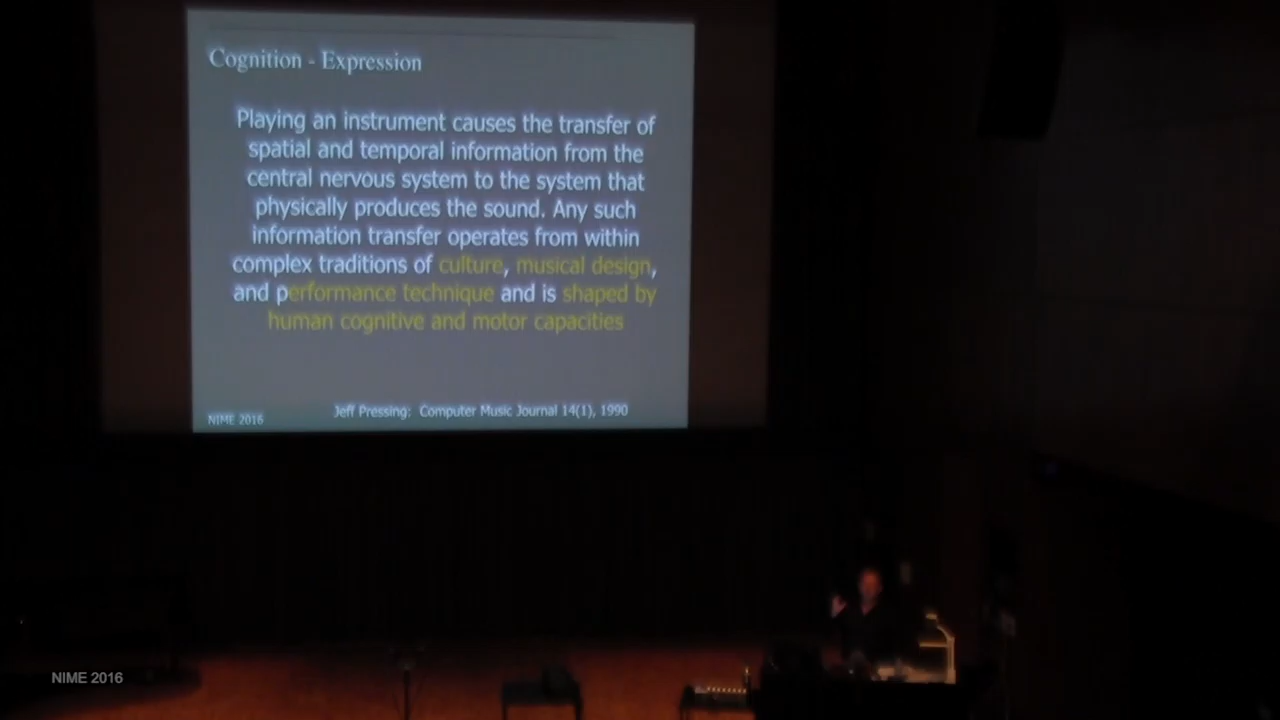 Cognition - Expression
Playing an instrument causes the transfer of
spatial and temporal information from the
central nervous system to the system that
physically produces the sound. Any such
information transfer operates from within
complex traditions of culture, musical design,
and performance technique and is shaped by
human cognitive and motor capacities
Jeff Pressing: Computer Music Journal 14(1), 1990
NIME 2016
NIME 2016